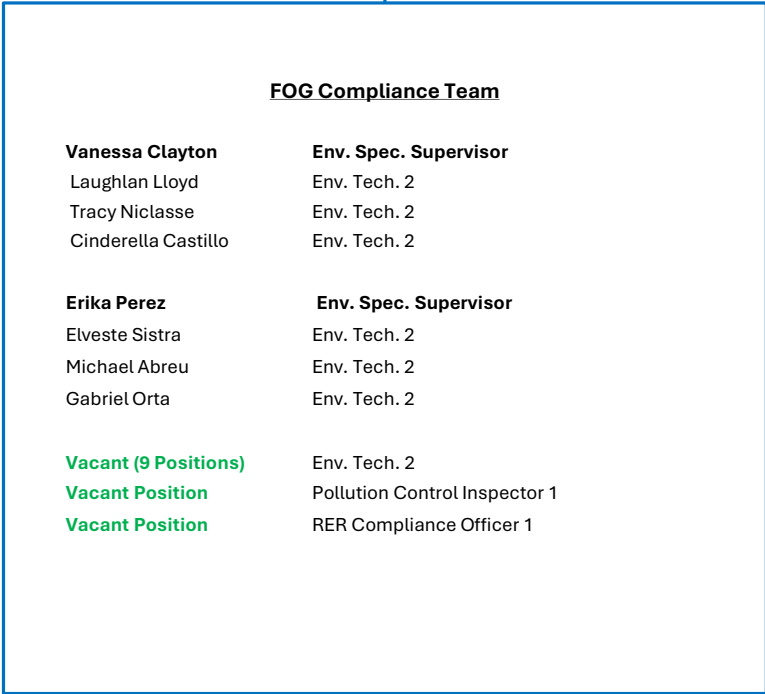 FOG Compliance Team
Vanessa Clayton Env. Spec. Supervisor
Laughlan Lloyd Env. Tech. 2
Tracy Niclasse Env. Tech. 2
Cinderella Castillo Env. Tech. 2
Erika Perez Env. Spec. Supervisor
Elveste Sistra Env. Tech. 2
Michael Abreu Env. Tech. 2
Gabriel Orta Env. Tech. 2
Vacant (9 Positions) Env. Tech. 2
Vacant Position Pollution Control Inspector 1
Vacant Position RER Compliance Officer 1